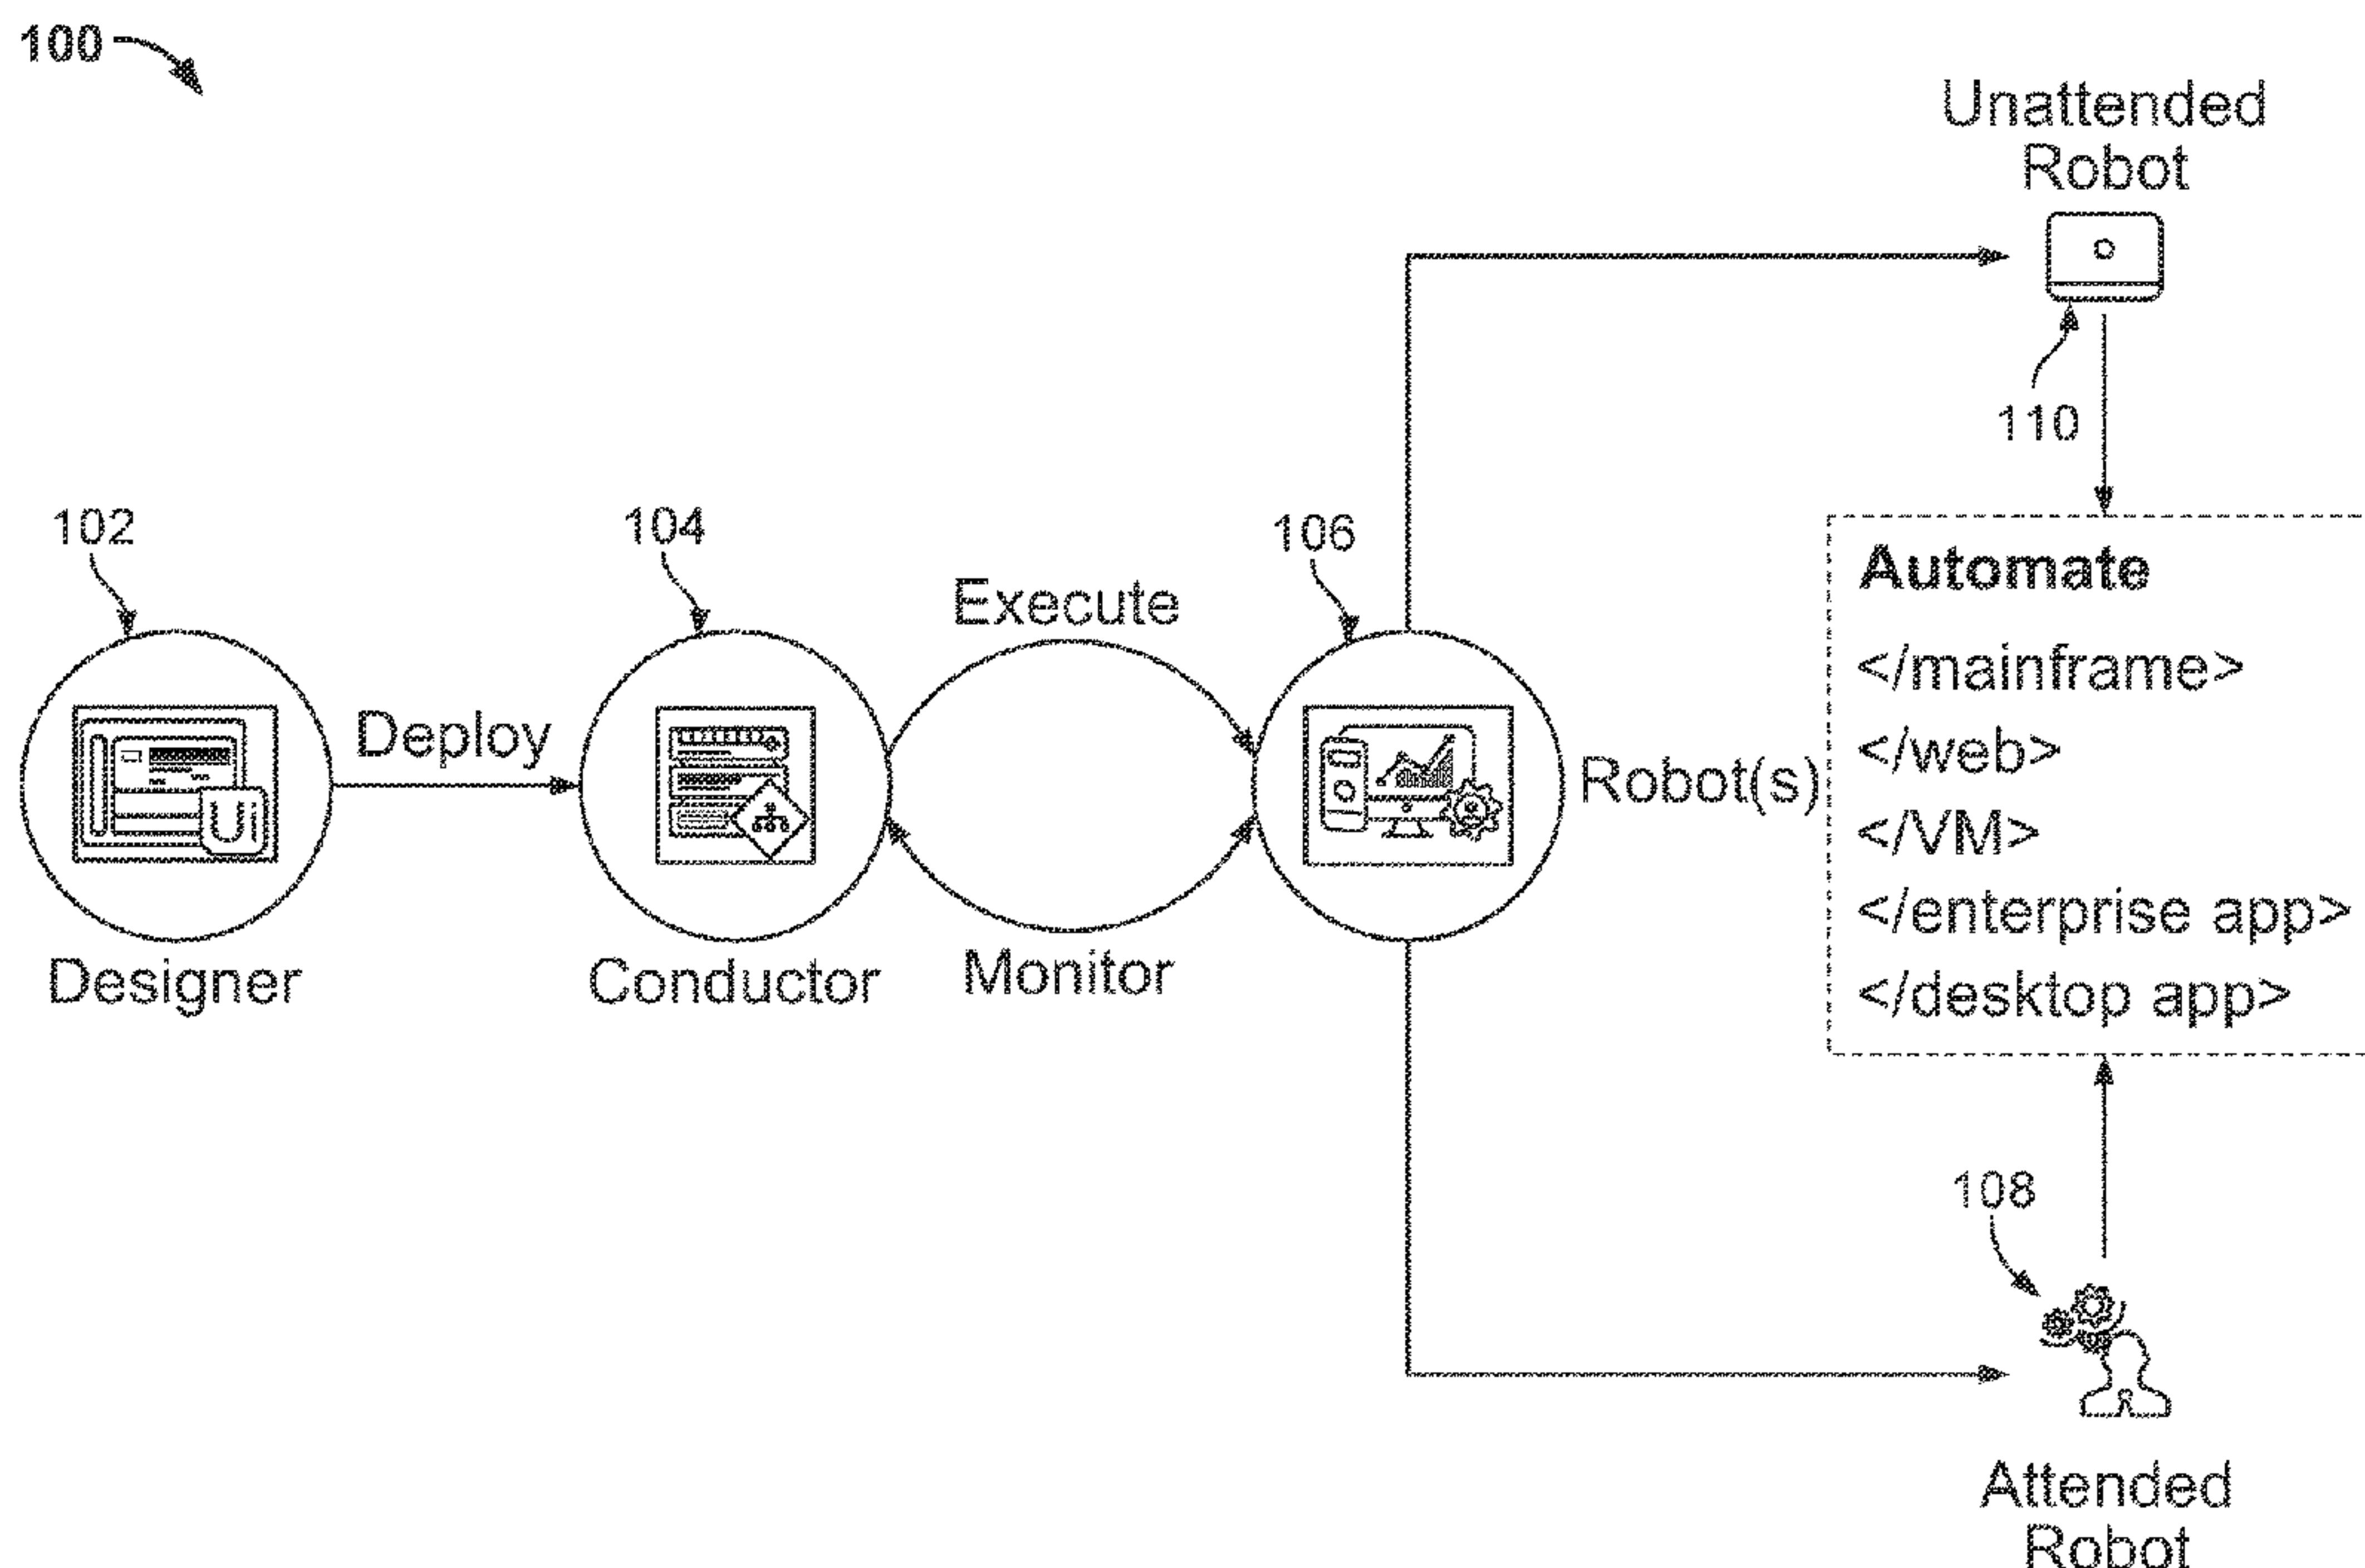 100
Unattended
Robot
110
102
104
106
Execute
Automate
</mainframe>
</web>
</VM>
</enterprise app>
</desktop app>
Deploy
Ui
Robot(s)
Designer
Conductor
Monitor
108
Attended
Robot